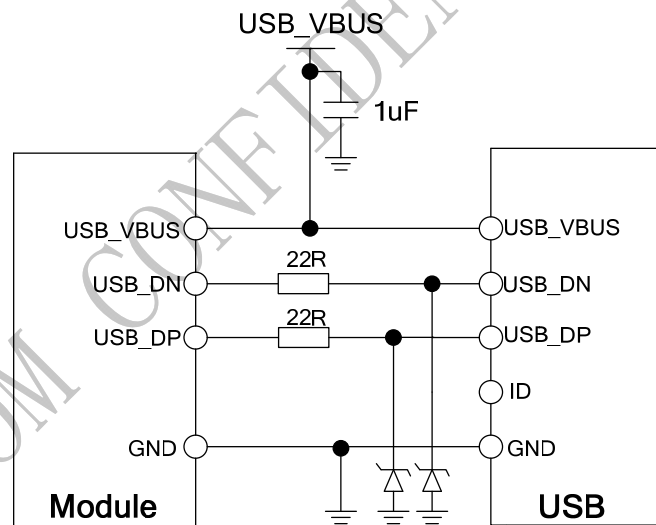 USB_VBUS
1uF
USB_VBUS
USB_VBUS
22R
USB_DN
USB_DN
22R
USB_DP
USB_DP
ID
GND
GND
Module
USB